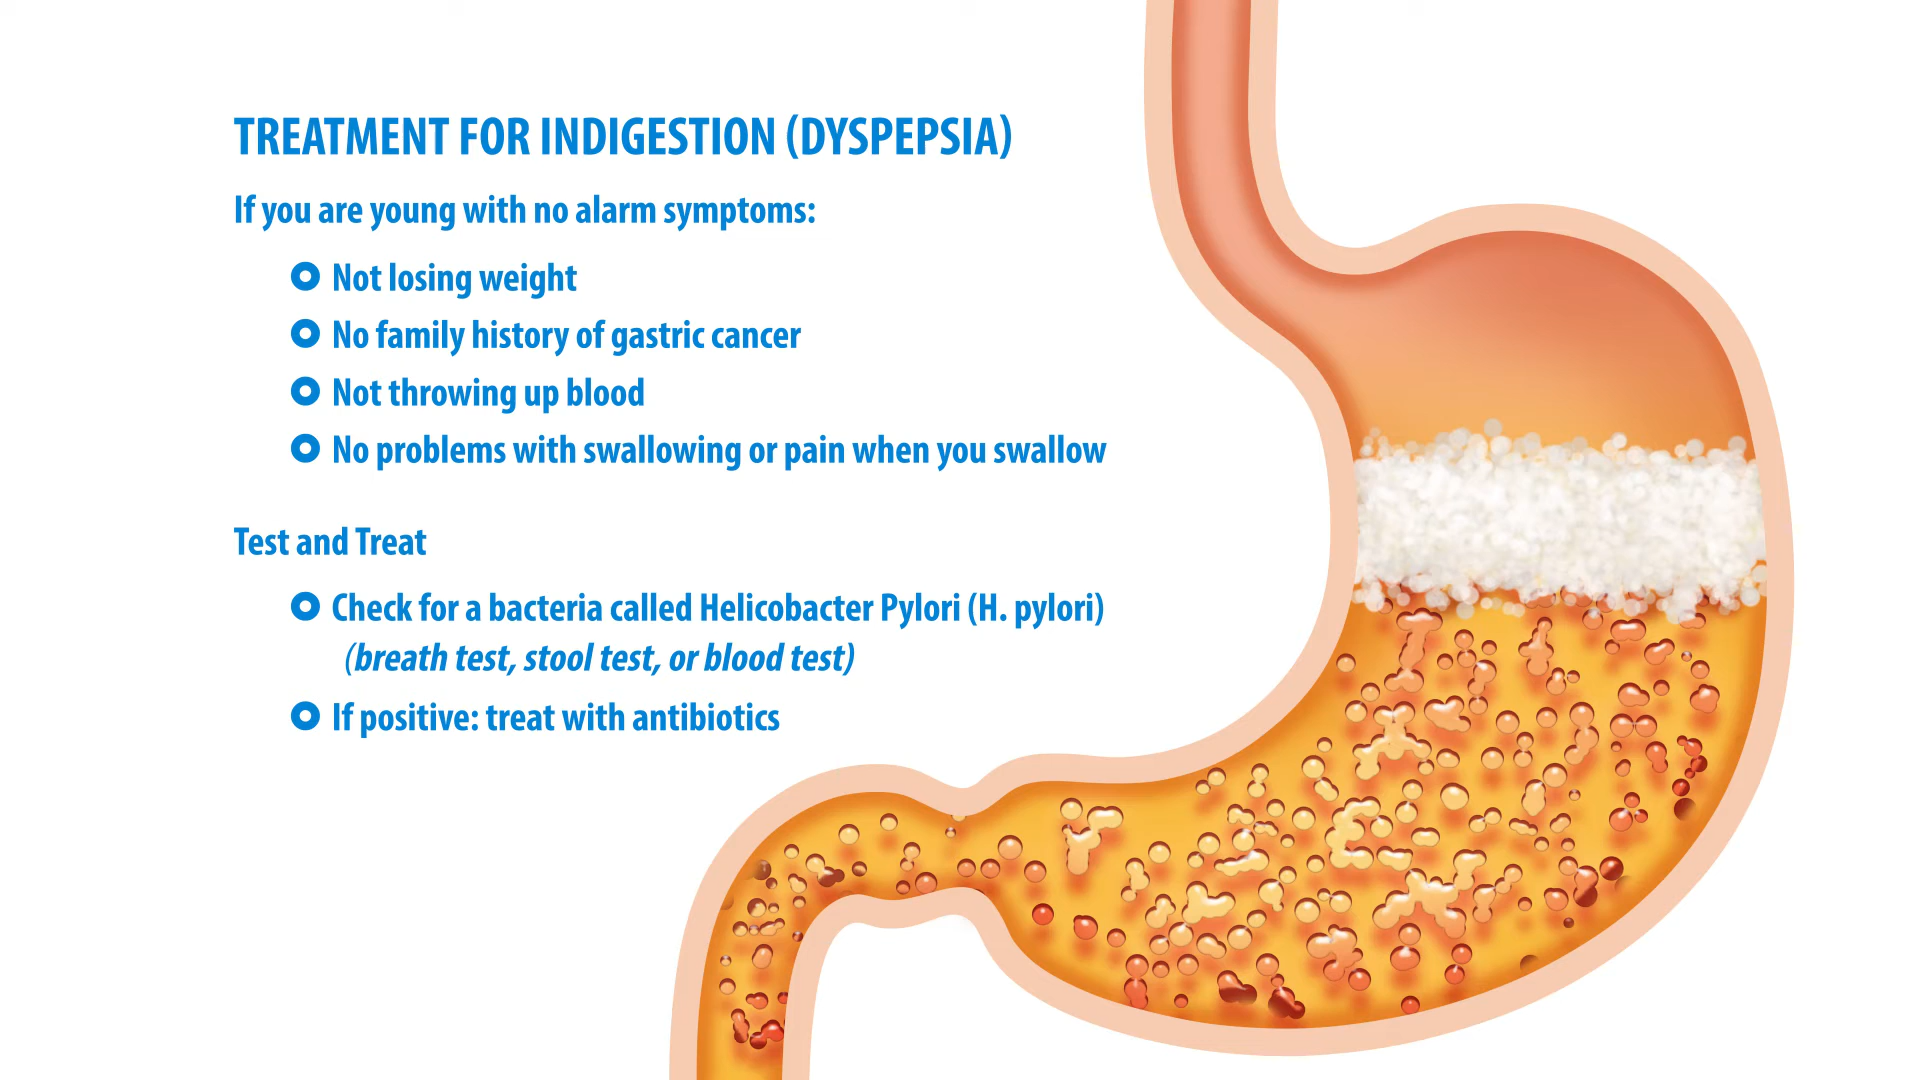 TREATMENT FOR INDIGESTION (DYSPEPSIA)
If you are young with no alarm symptoms:
Not losing weight
No family history of gastric cancer
Not throwing up blood
No problems with swallowing or pain when you swallow
Test and Treat
Check for a bacteria called Helicobacter Pylori (H. pylori)
(breath test, stool test, or blood test)
If positive: treat with antibiotics